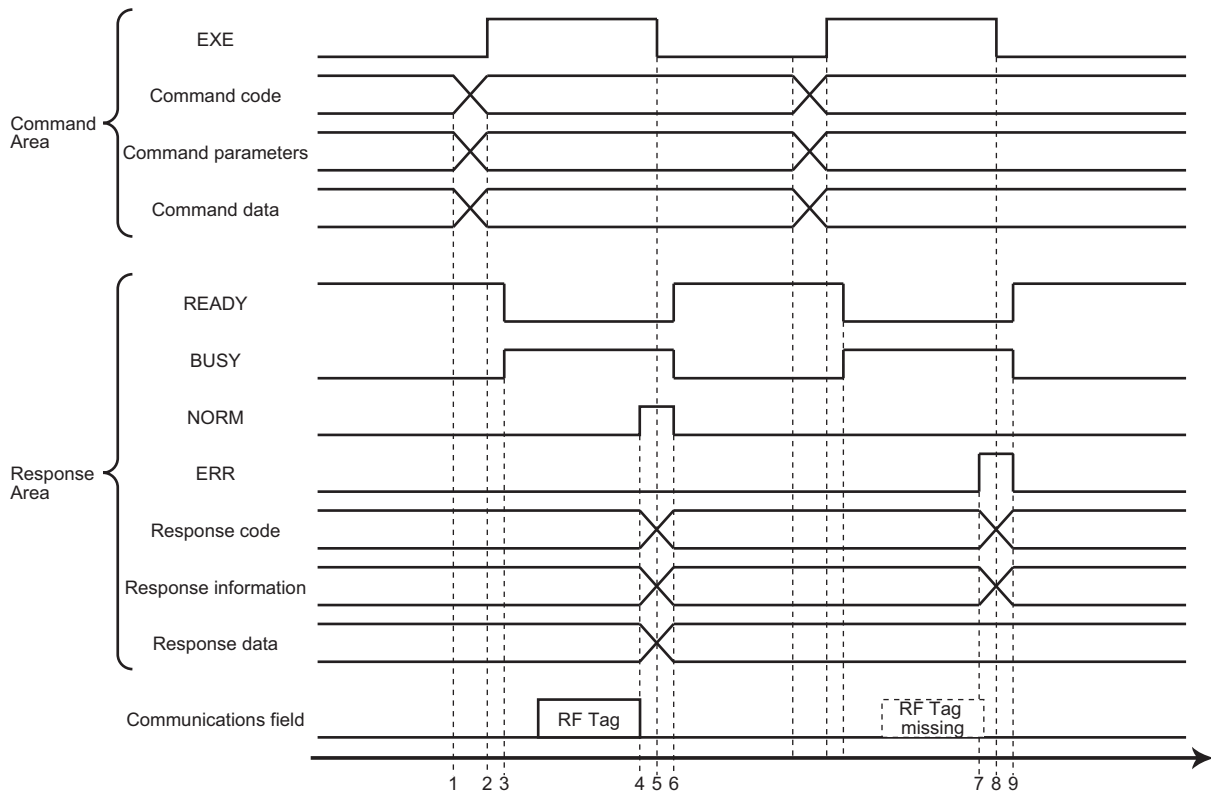 EXE
Command code
Command
Area
Command parameters
Command data
READY
BUSY
NORM
ERR
Response
Area
Response code
Response information
Response data
Communications field
RF Tag
RF Tag
missing
1 2 3 4 5 6 7 8 9